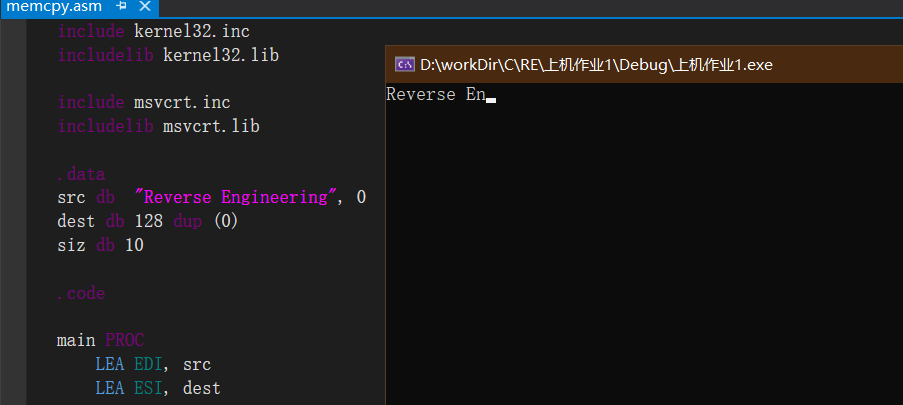 memcpy.asm
include kernel32.inc
includelib kernel32.lib
include msvcrt.inc
includelib msvcrt.lib
.data
src db  "Reverse Engineering", 0
dest db 128 dup (0)
siz db 10
.code
main PROC
LEA EDI, src
LEA ESI, dest
C:\ D:\workDir\C\RE\上机作业1\Debug\上机作业1.exe
Reverse En